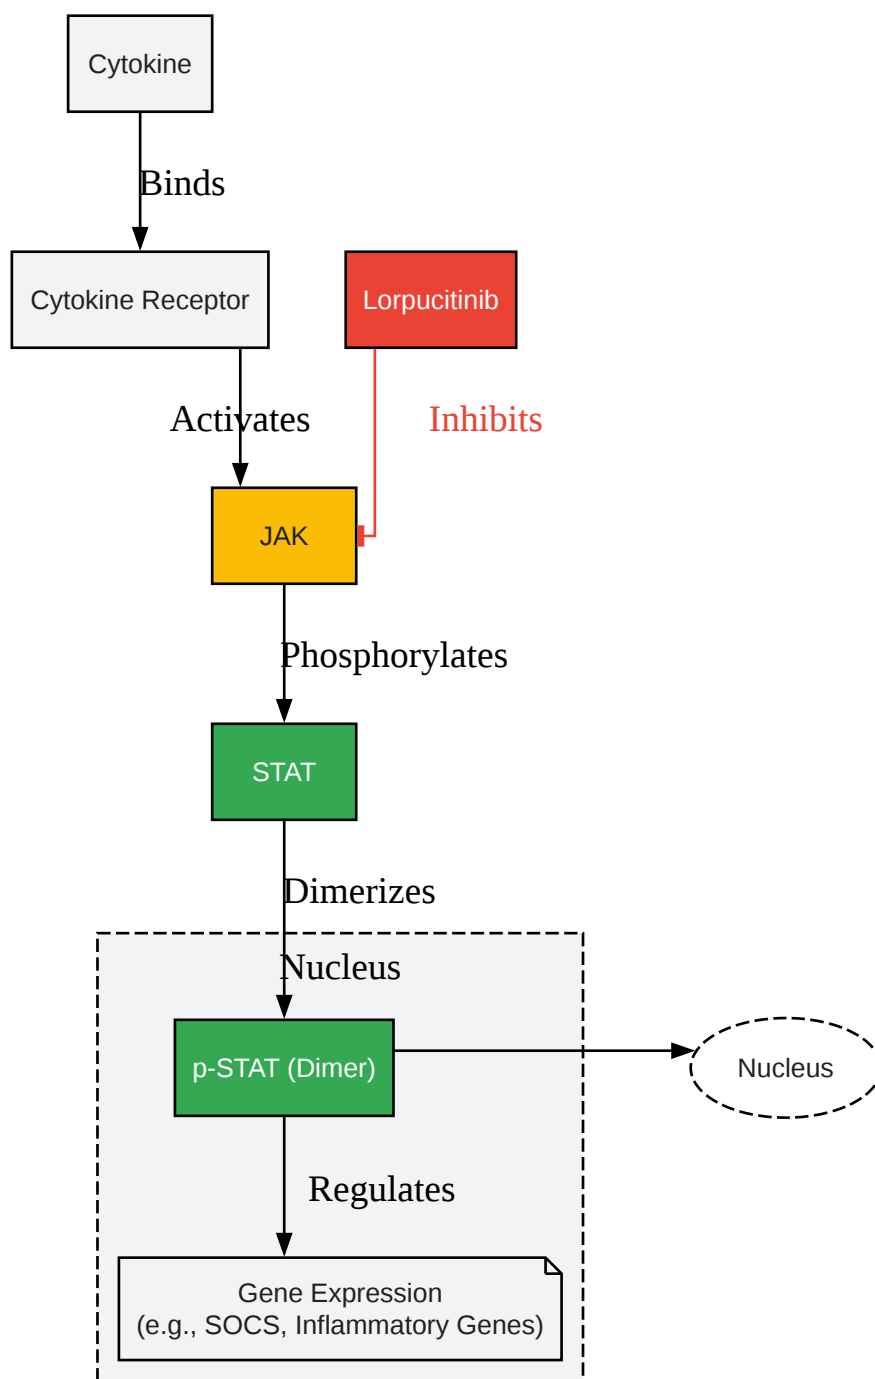 Cytokine
Binds
Cytokine Receptor
Lorpucitinib
Activates
Inhibits
JAK
Phosphorylates
STAT
Dimerizes
Nucleus
p-STAT (Dimer)
Nucleus
Regulates
Gene Expression
(e.g., SOCS, Inflammatory Genes)